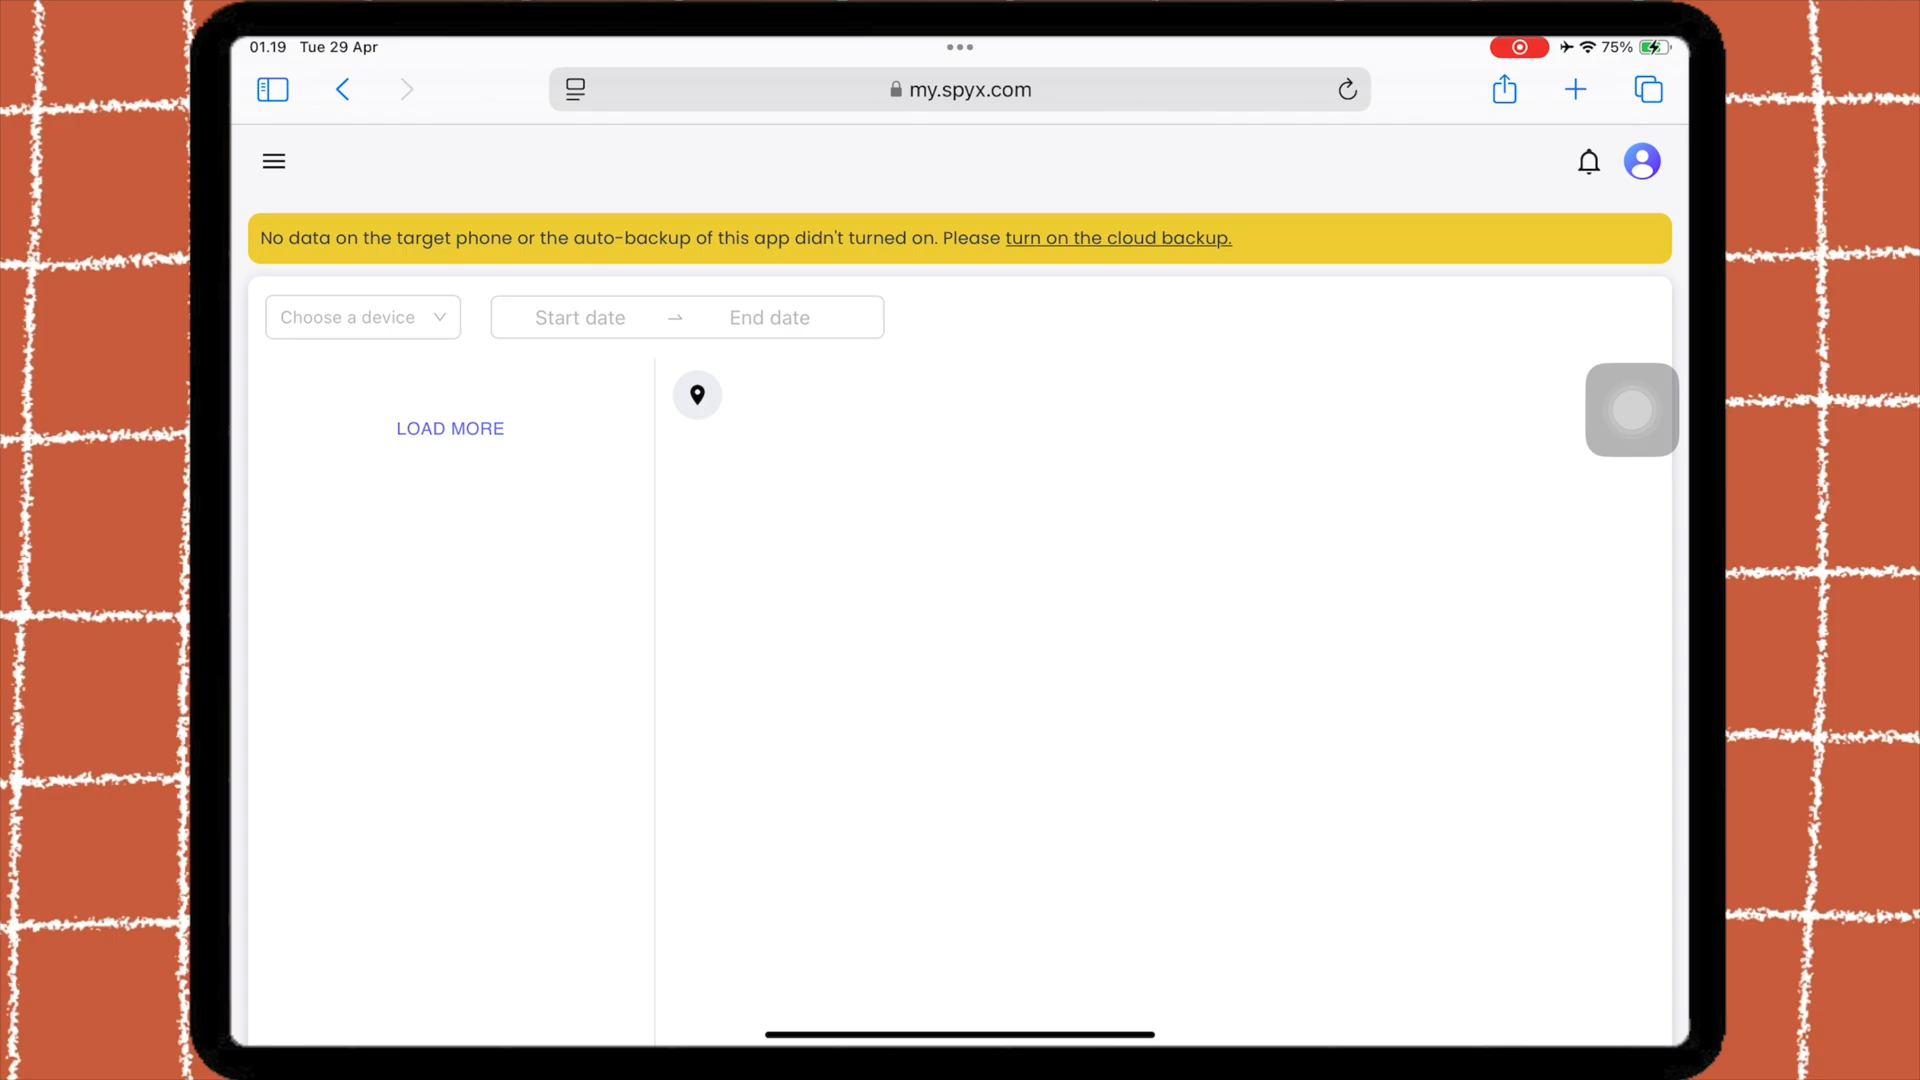 01.19 Tue 29 Apr
75%
my.spyx.com
No data on the target phone or the auto-backup of this app didn't turned on. Please turn on the cloud backup.
Choose a device
Start date → End date
LOAD MORE